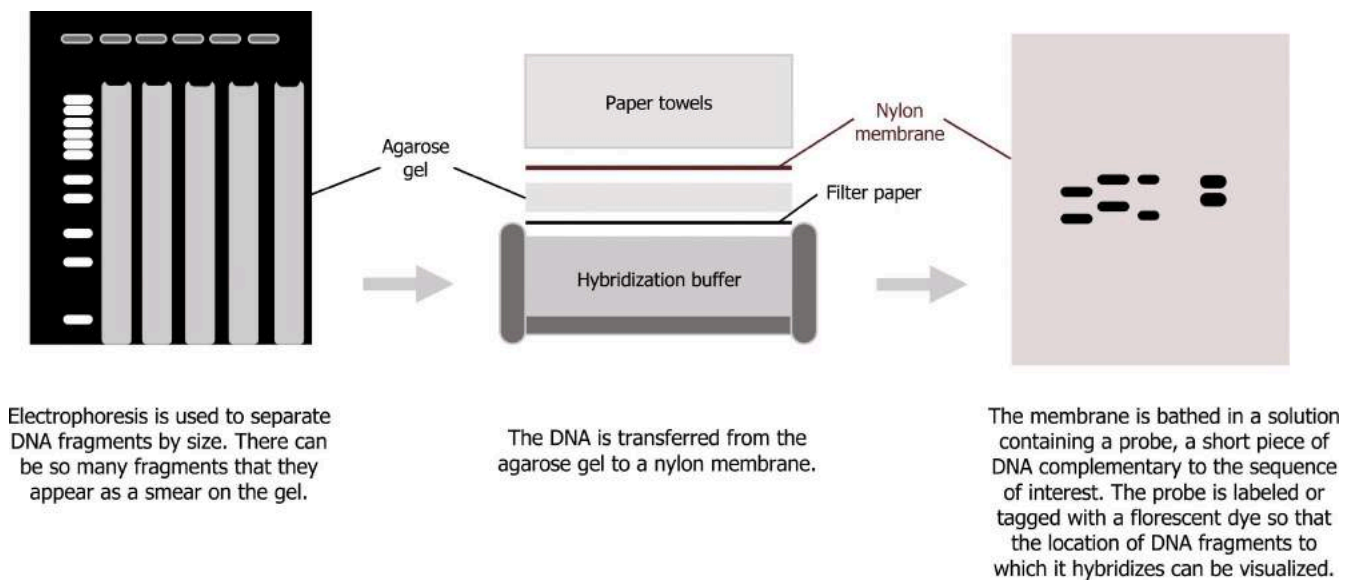 Paper towels
Nylon
membrane
Agarose
gel
Filter paper
Hybridization buffer
Electrophoresis is used to separate
DNA fragments by size. There can
be so many fragments that they
appear as a smear on the gel.
The DNA is transferred from the
agarose gel to a nylon membrane.
The membrane is bathed in a solution
containing a probe, a short piece of
DNA complementary to the sequence
of interest. The probe is labeled or
tagged with a florescent dye so that
the location of DNA fragments to
which it hybridizes can be visualized.